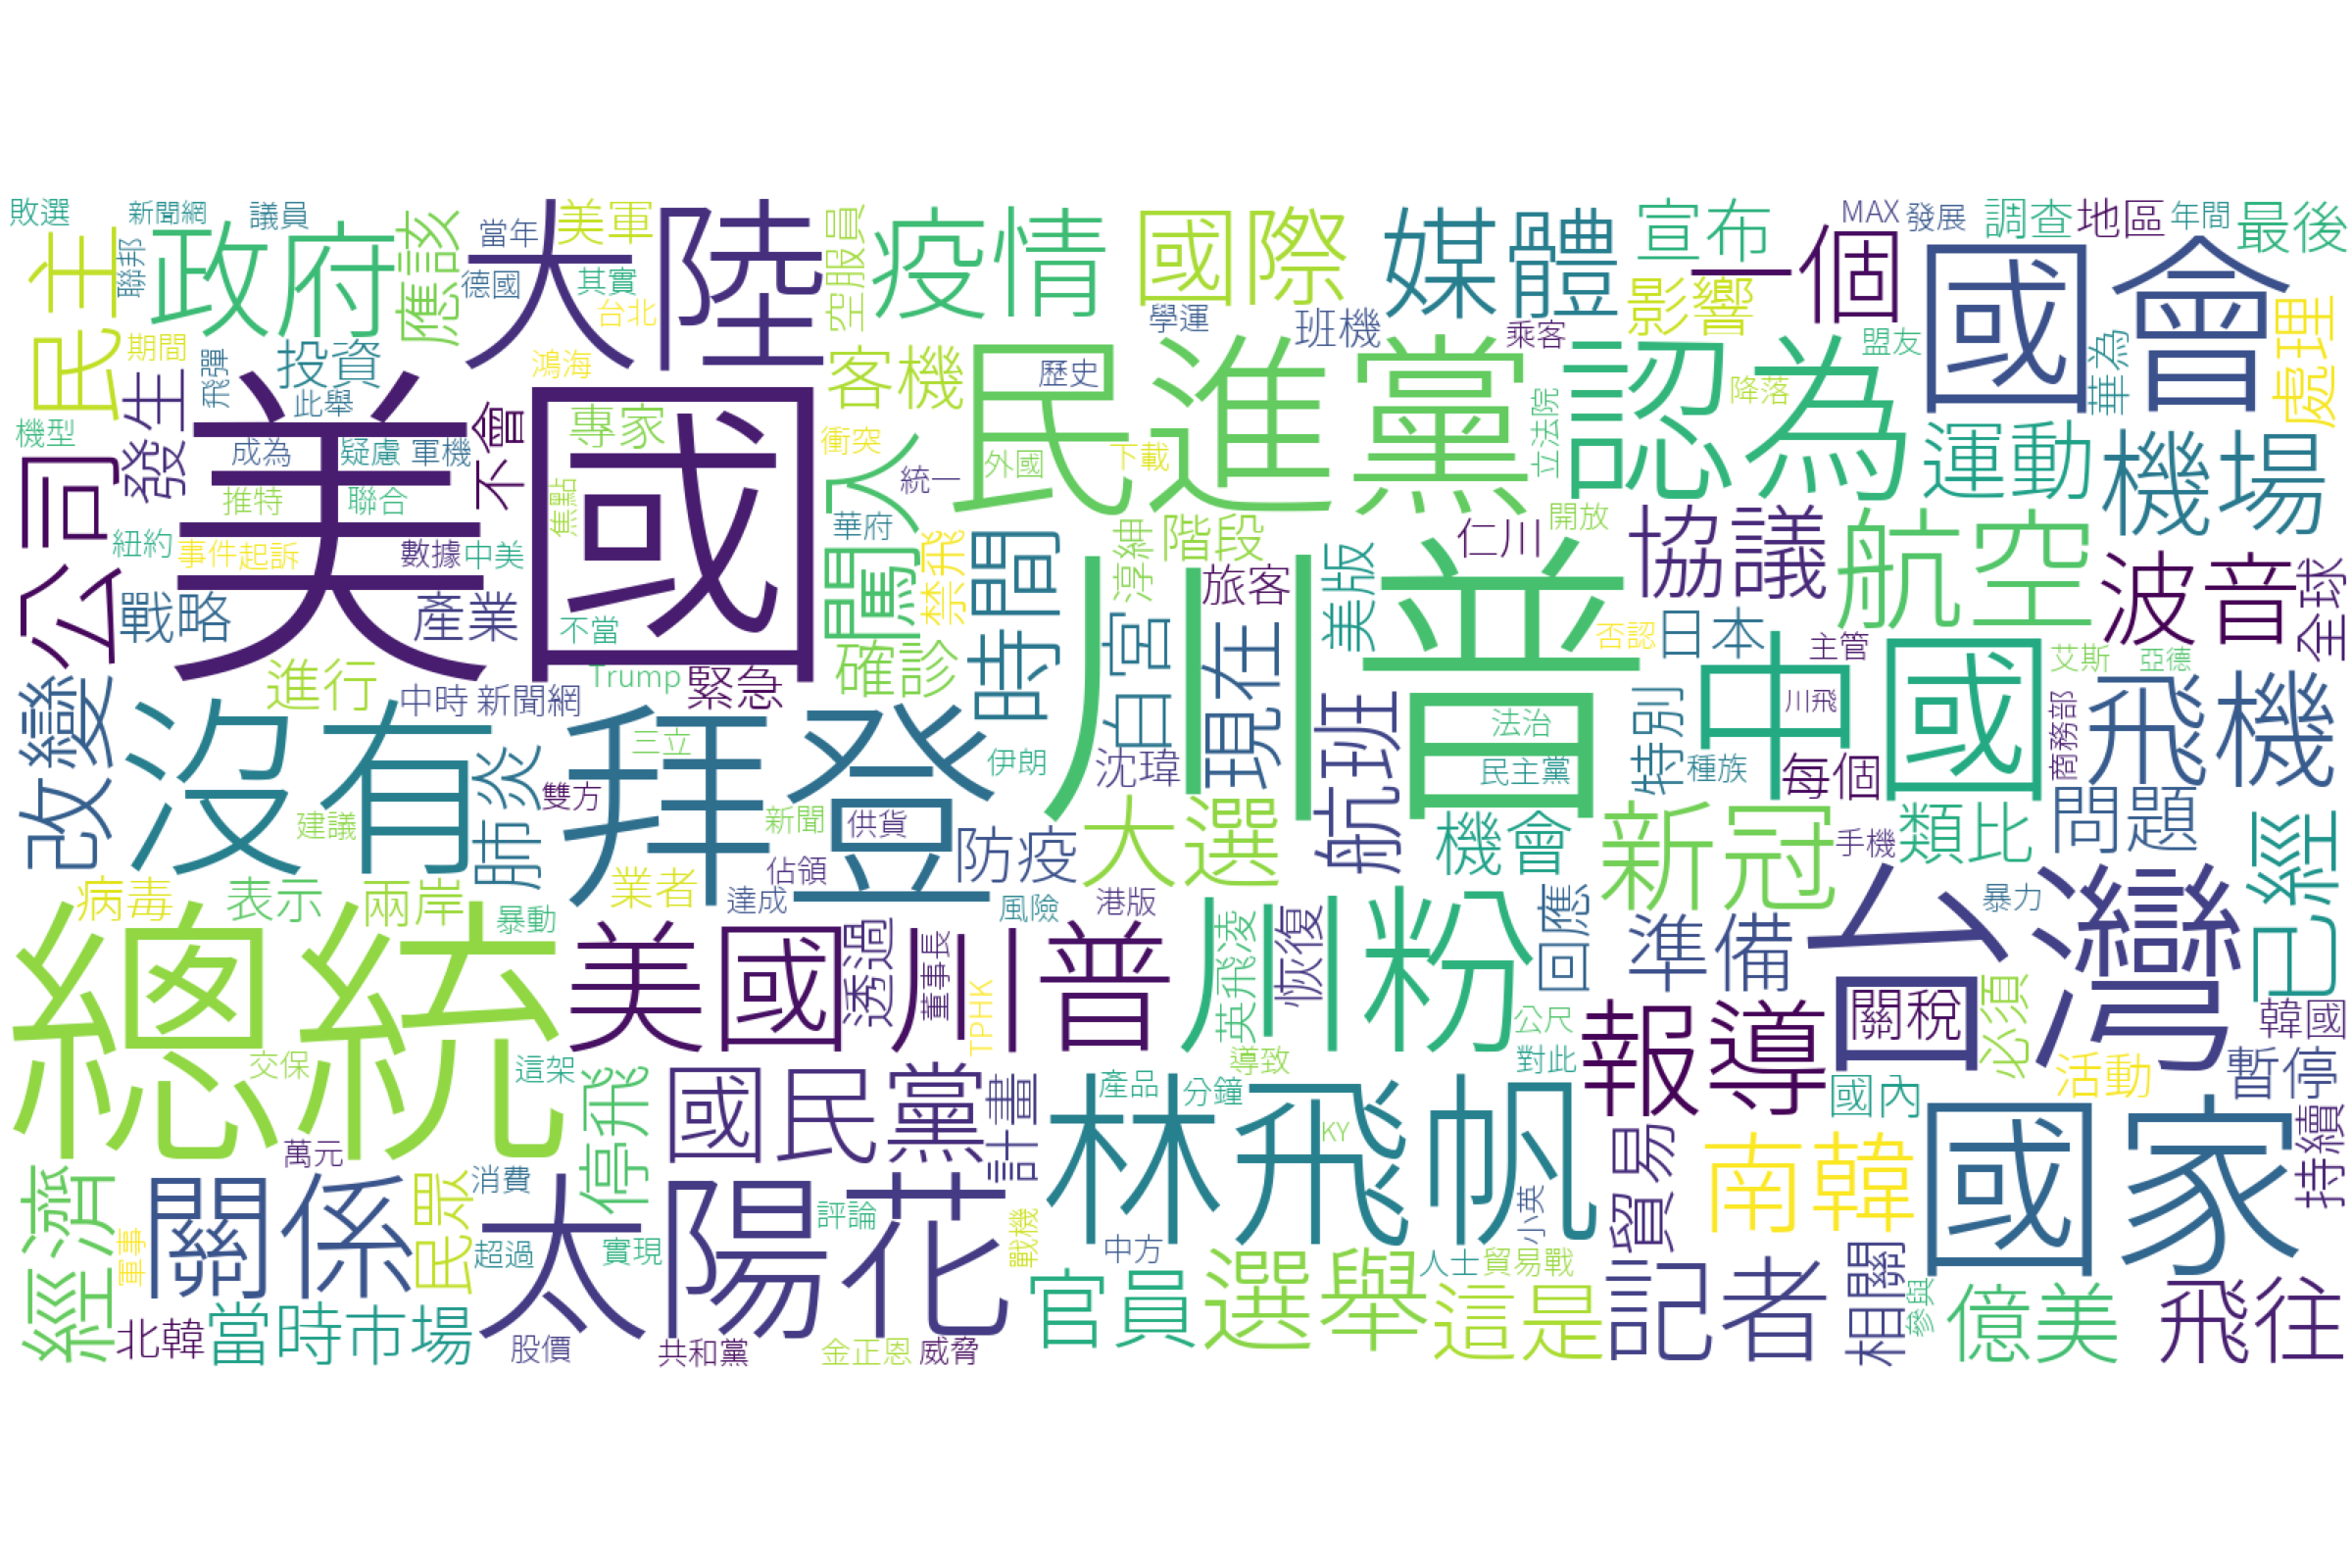 敗選
新聞網
議員
民主
聯邦
政府
應該
當年
美軍
大陸
德國
其實
台北
空服員
疫情
國際
媒體
宣布
一個
MAX
發展
調查
地區
年間
最後
國會
影響
處理
學運
班機
乘客
盟友
華為
期間
飛彈
投資
此舉
機型
發生
不會
鴻海
專家
客機
歷史
民進黨
認為
降落
運動
機場
公司
美國
成為
疑慮
軍機
推特
聯合
紐約
事件
起訴
數據
中美
焦點
衝突
統一
外國
下載
立法院
闖入
華府
禁飛
時間
淳紳
階段
仁川
開放
協議
航空
波音
全球
戰略
產業
不當
確診
旅客
美版
川普
否認
日本
主管
艾斯
亞德
進行
中時
新聞網
Trump
緊急
白宮
現在
航班
特別
中國
川飛
商務部
飛機
改變
沒有
肺炎
三立
雙方
拜登
伊朗
沈瑋
法治
民主黨
種族
每個
建議
新聞
供貨
防疫
大選
機會
新冠
手機
類比
問題
已經
病毒
表示
兩岸
暴動
業者
佔領
達成
風險
港版
川粉
回應
準備
台灣
暴力
總統
美國川普
透過
董事長
TPHK
英飛凌
恢復
公尺
報導
關稅
必須
韓國
交保
這架
停飛
國民黨
計畫
產品
分鐘
導致
對此
國內
活動
暫停
萬元
林飛帆
KY
貿易
南韓
國家
持續
經濟
軍事
關係
民眾
消費
超過
太陽花
評論
實現
戰機
中方
小英
人士
貿易戰
記者
相關
參與
億美
飛往
北韓
當時
市場
股價
共和黨
金正恩
威脅
官員
選舉
這是